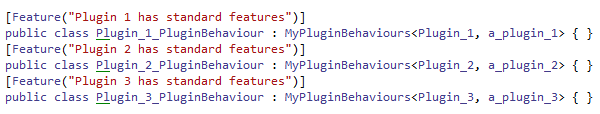 [Feature("Plugin 1 has standard features")]
public class Plugin_1_PluginBehaviour : MyPluginBehaviours<Plugin_1, a_plugin_1> { }
[Feature("Plugin 2 has standard features")]
public class Plugin_2_PluginBehaviour : MyPluginBehaviours<Plugin_2, a_plugin_2> { }
[Feature("Plugin 3 has standard features")]
public class Plugin_3_PluginBehaviour : MyPluginBehaviours<Plugin_3, a_plugin_3> { }